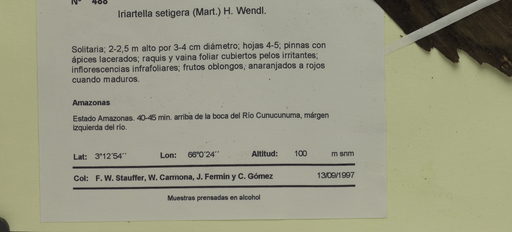 Nº 488
Iriartella setigera (Mart.) H. Wendl.
Solitaria; 2-2,5 m alto por 3-4 cm diámetro; hojas 4-5; pinnas con
ápices lacerados; raquis y vaina foliar cubiertos pelos irritantes;
inflorescencias infrafoliares; frutos oblongos, anaranjados a rojos
cuando maduros.
Amazonas
Estado Amazonas. 40-45 min. arriba de la boca del Río Cunucunuma, márgen
izquierda del río.
Lat: 3°12'54'' Lon: 66°0'24'' Altitud: 100 m snm
Col: F. W. Stauffer, W. Carmona, J. Fermin y C. Gómez 13/09/1997
Muestras prensadas en alcohol